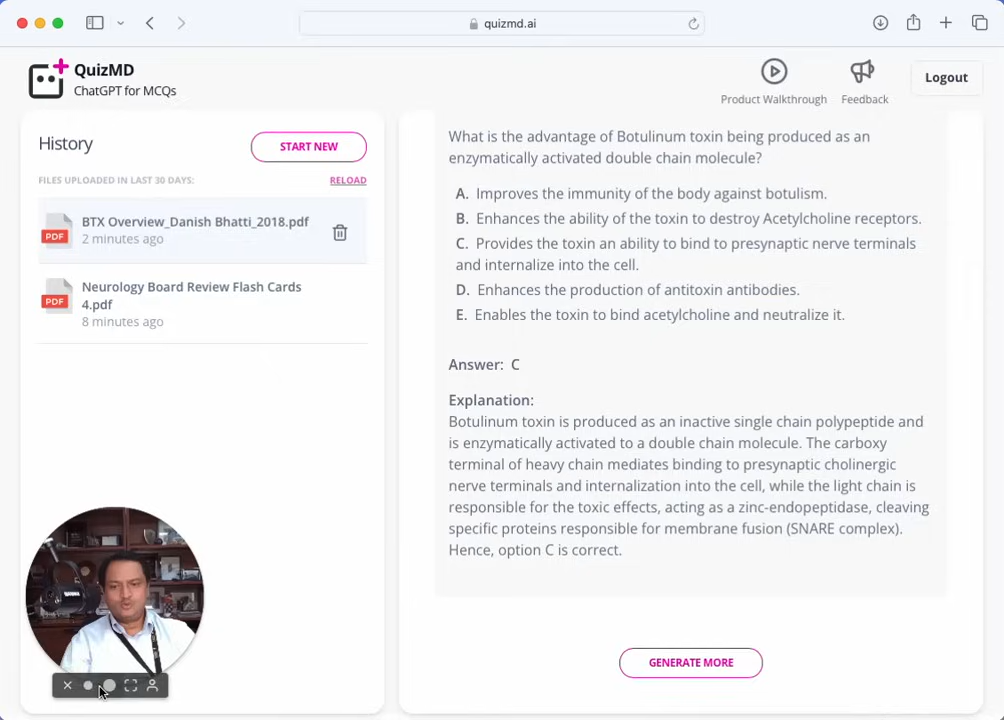 quizmd.ai
QuizMD
ChatGPT for MCQs
Product Walkthrough
Feedback
Logout
History
START NEW
FILES UPLOADED IN LAST 30 DAYS:
RELOAD
BTX Overview_Danish Bhatti_2018.pdf
PDF
2 minutes ago
Neurology Board Review Flash Cards
4.pdf
PDF
8 minutes ago
What is the advantage of Botulinum toxin being produced as an
enzymatically activated double chain molecule?
A. Improves the immunity of the body against botulism.
B. Enhances the ability of the toxin to destroy Acetylcholine receptors.
C. Provides the toxin an ability to bind to presynaptic nerve terminals
and internalize into the cell.
D. Enhances the production of antitoxin antibodies.
E. Enables the toxin to bind acetylcholine and neutralize it.
Answer: C
Explanation:
Botulinum toxin is produced as an inactive single chain polypeptide and
is enzymatically activated to a double chain molecule. The carboxy
terminal of heavy chain mediates binding to presynaptic cholinergic
nerve terminals and internalization into the cell, while the light chain is
responsible for the toxic effects, acting as a zinc-endopeptidase, cleaving
specific proteins responsible for membrane fusion (SNARE complex).
Hence, option C is correct.
GENERATE MORE